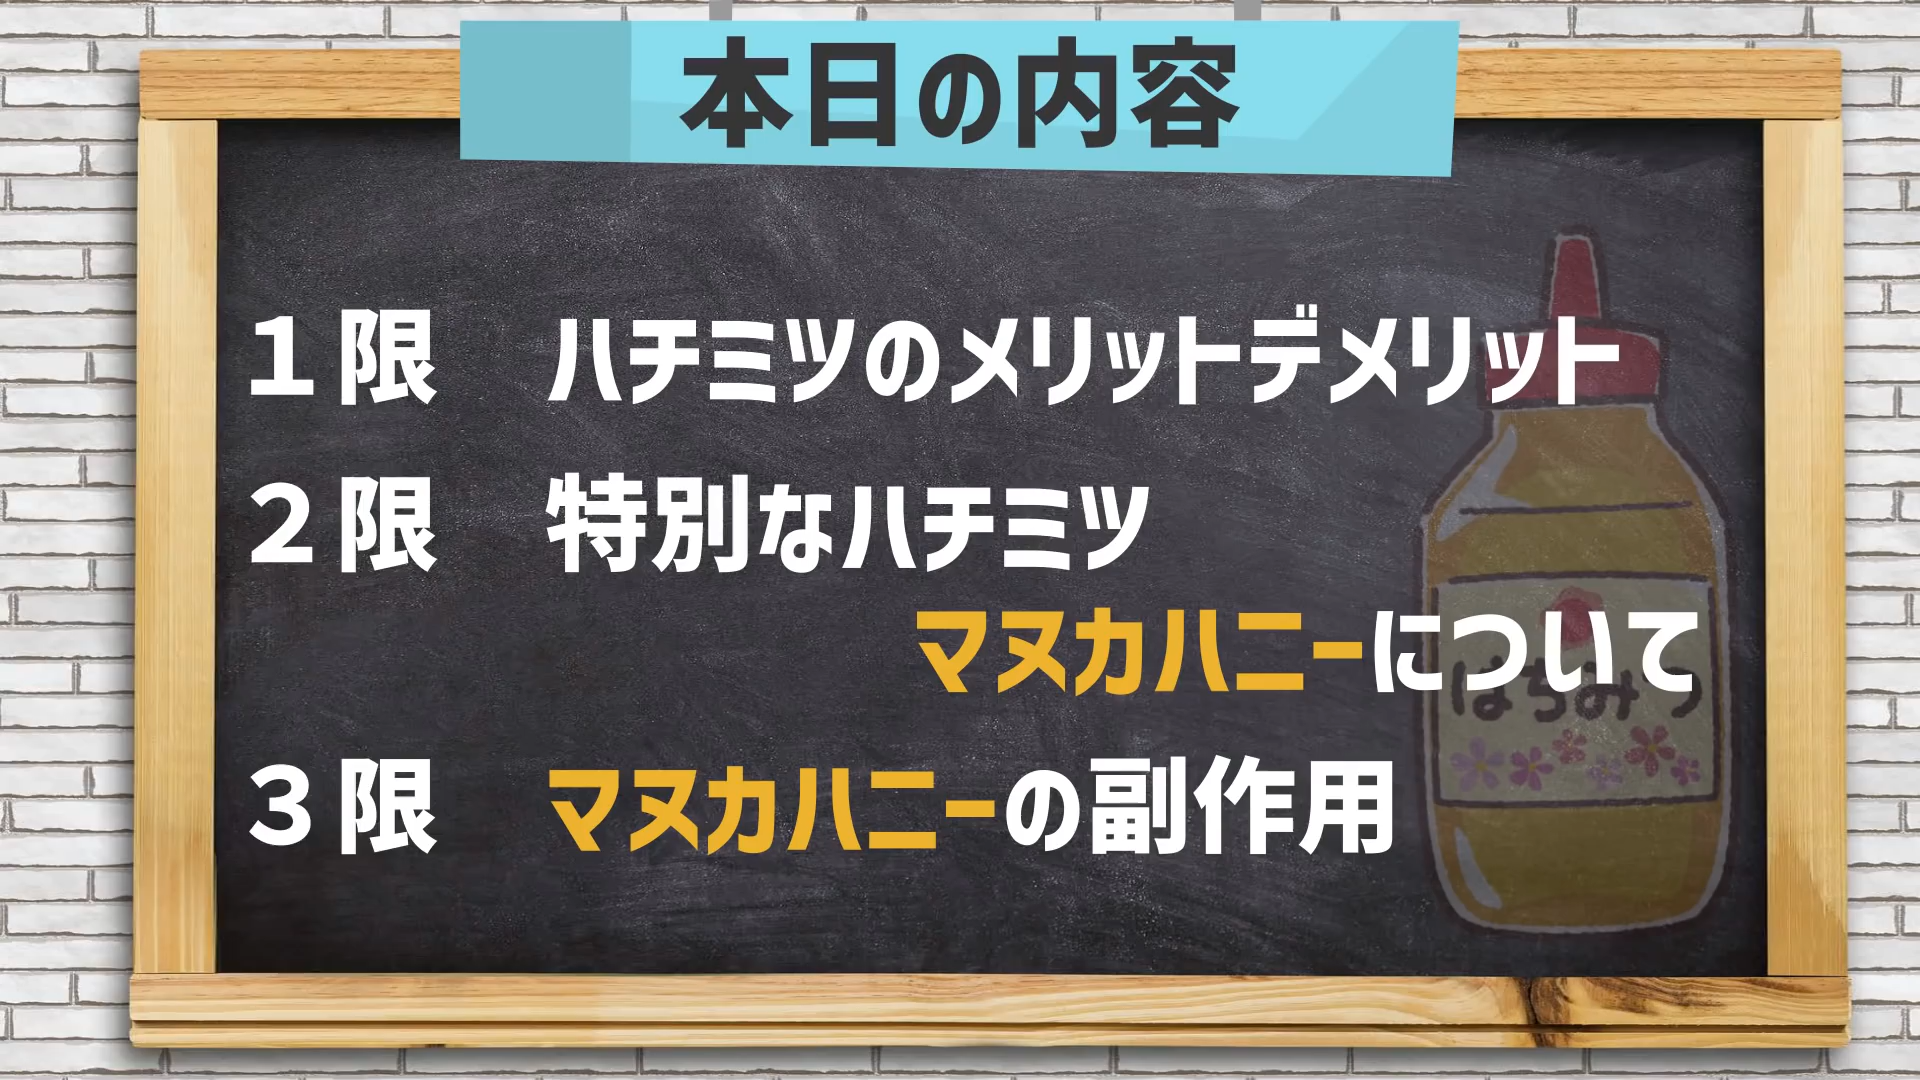 本日の内容
１限　ハチミツのメリットデメリット
２限　特別なハチミツ
マヌカハニーについて
はちみつ
３限　マヌカハニーの副作用